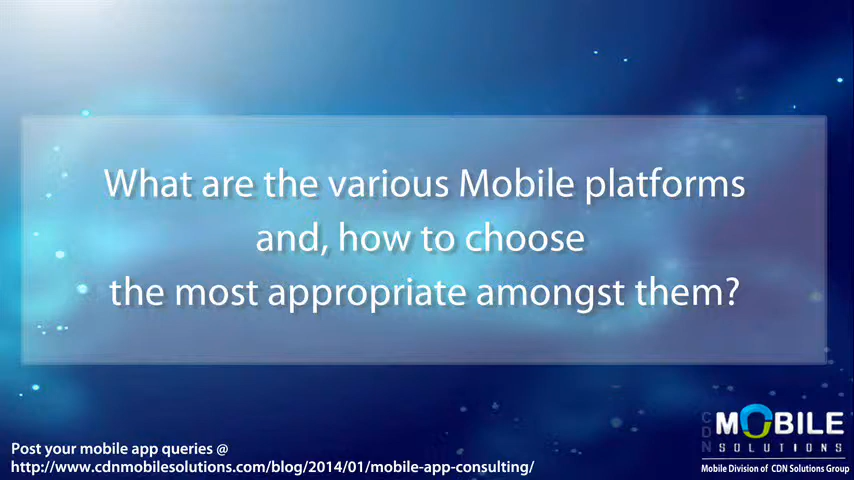 What are the various Mobile platforms
and, how to choose
the most appropriate amongst them?
Post your mobile app queries @
http://www.cdnmobilesolutions.com/blog/2014/01/mobile-app-consulting/
CDN
MOBILE
SOLUTIONS
Mobile Division of CDN Solutions Group